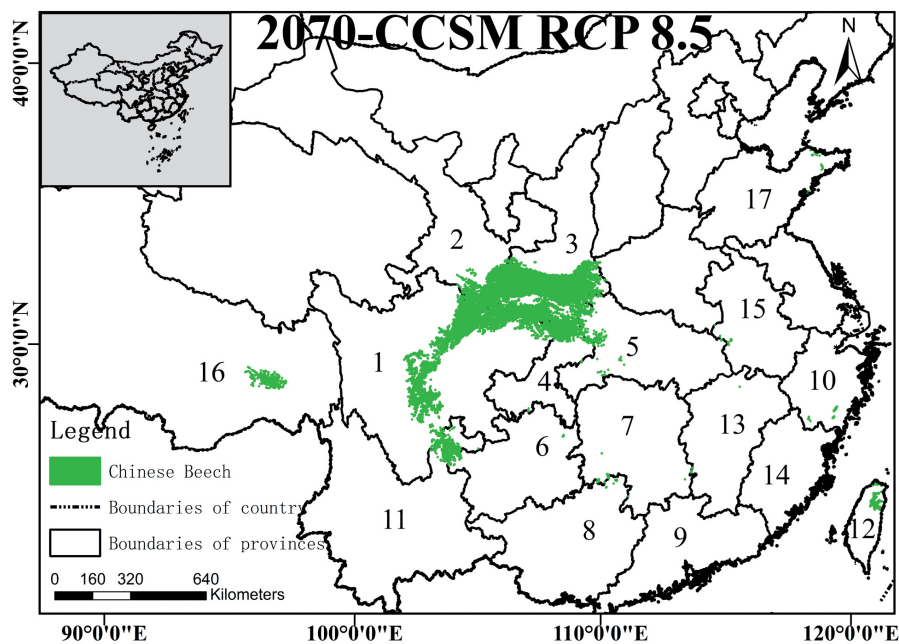 2070-CCSM RCP 8.5
N
40°0'0"N
30°0'0"N
17
2
3
15
16
1
5
10
4
13
7
6
14
11
8
9
12
Legend
Chinese Beech
Boundaries of country
Boundaries of provinces
0 160 320 640
Kilometers
90°0'0"E 100°0'0"E 110°0'0"E 120°0'0"E